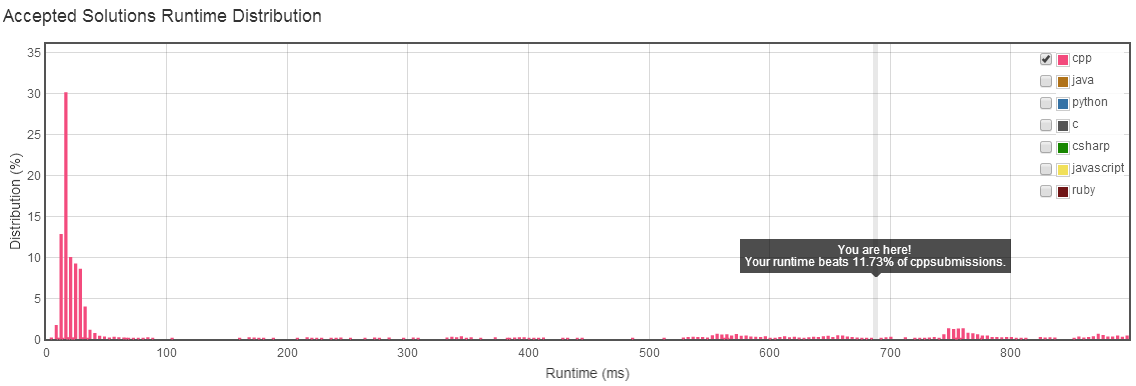 Accepted Solutions Runtime Distribution
35
30
25
20
15
10
5
0
Distribution (%)
cpp
java
python
c
csharp
javascript
ruby
You are here!
Your runtime beats 11.73% of cppsubmissions.
0 100 200 300 400 500 600 700 800
Runtime (ms)